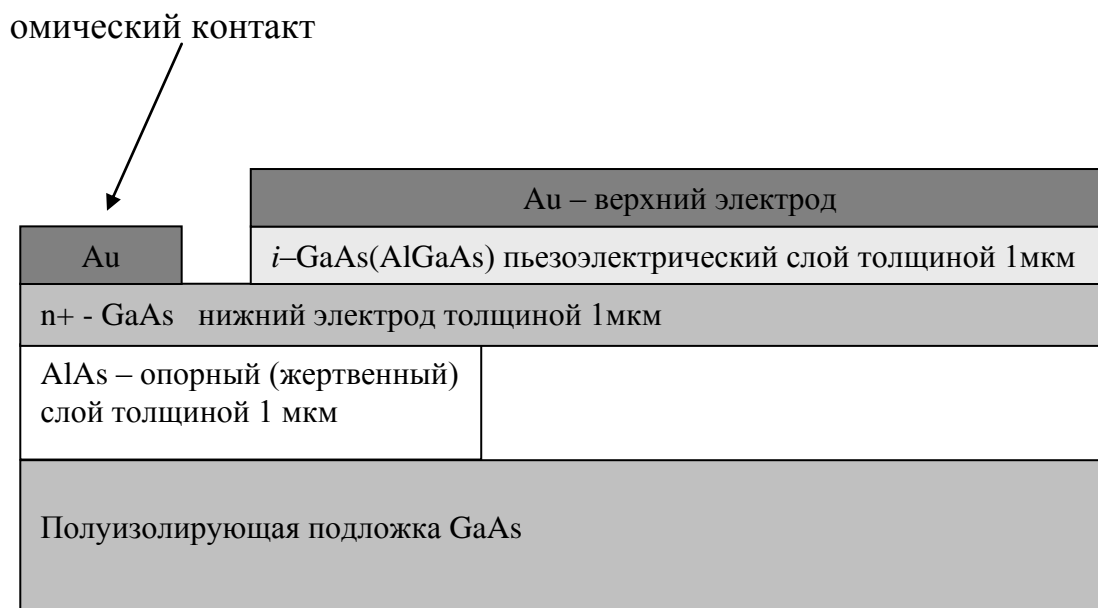 омический контакт
Au – верхний электрод
Au
i–GaAs(AlGaAs) пьезоэлектрический слой толщиной 1мкм
n+ - GaAs нижний электрод толщиной 1мкм
AlAs – опорный (жертвенный)
слой толщиной 1 мкм
Полуизолирующая подложка GaAs